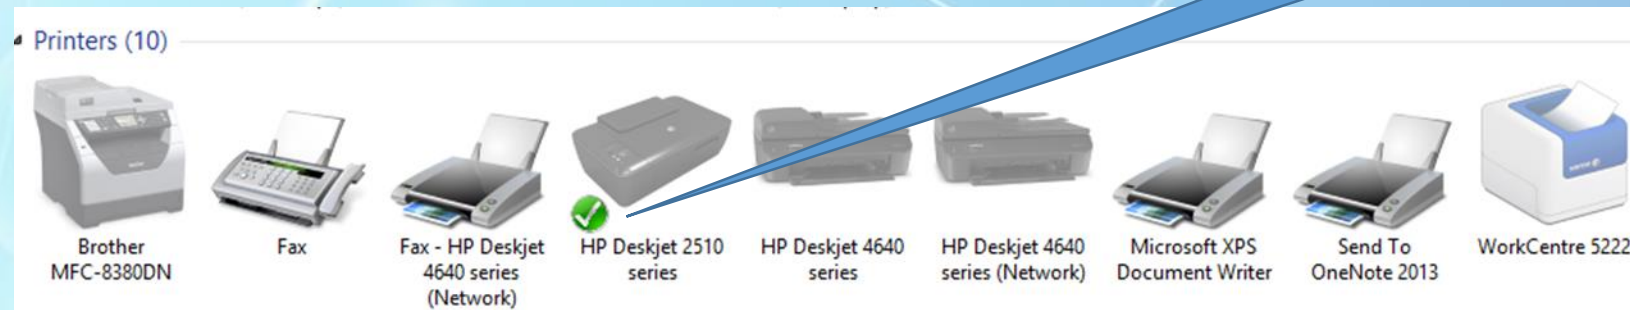 Printers (10)
Brother
MFC-8380DN
Fax
Fax - HP Deskjet
4640 series
(Network)
HP Deskjet 2510
series
HP Deskjet 4640
series
HP Deskjet 4640
series (Network)
Microsoft XPS
Document Writer
Send To
OneNote 2013
WorkCentre 5222